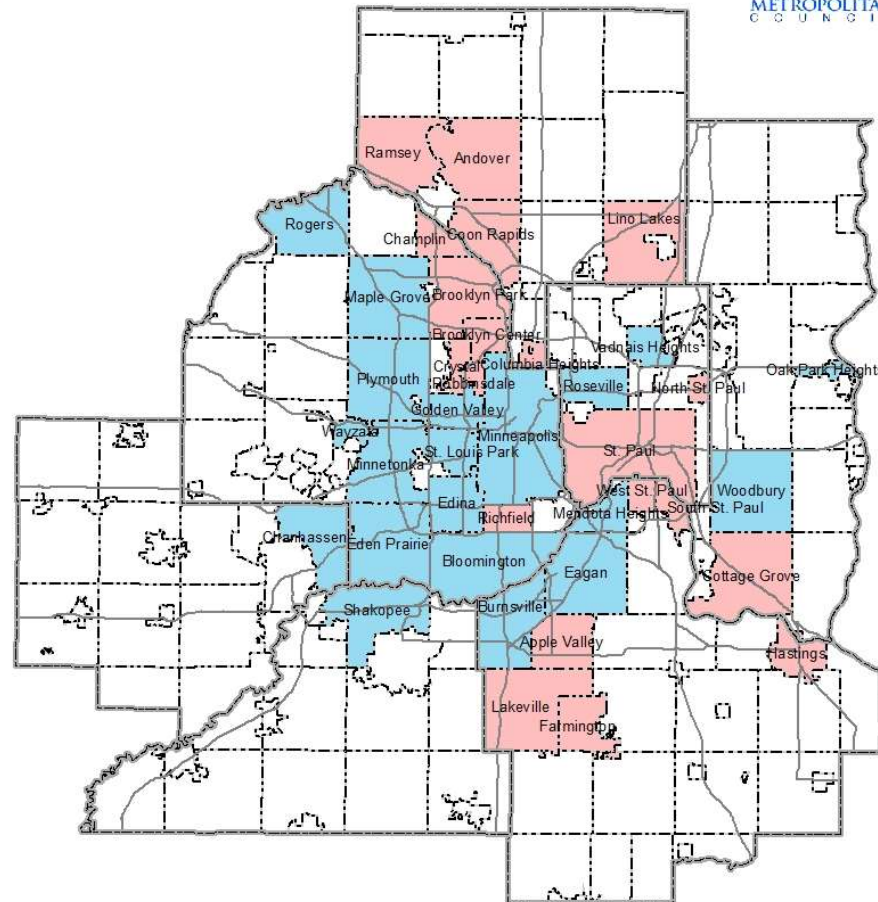 METROPOLITA
COUNCI
Ramsey
Andover
Rogers
Champlin
Coon Rapids
Lino Lakes
Maple Grove
Brooklyn Park
Brooklyn Center
Vadnais Heights
Crystal
Columbia Heights
Oak Park Heights
Plymouth
Robbinsdale
Roseville
North St. Paul
Golden Valley
Wayzata
Minneapolis
St. Louis Park
St. Paul
Minnetonka
West St. Paul
Woodbury
Edina
Richfield
Mendota Heights
South St. Paul
Chanhassen
Eden Prairie
Bloomington
Eagan
Cottage Grove
Shakopee
Burnsville
Apple Valley
Hastings
Lakeville
Farmington